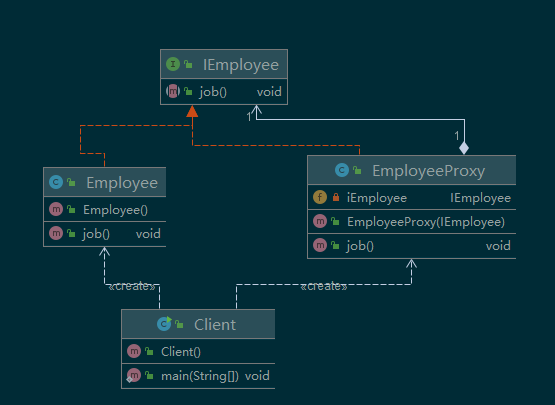 IEmployee
job() void
1
1
Employee
Employee()
job() void
EmployeeProxy
iEmployee IEmployee
EmployeeProxy(IEmployee)
job() void
«create»
«create»
Client
Client()
main(String[]) void